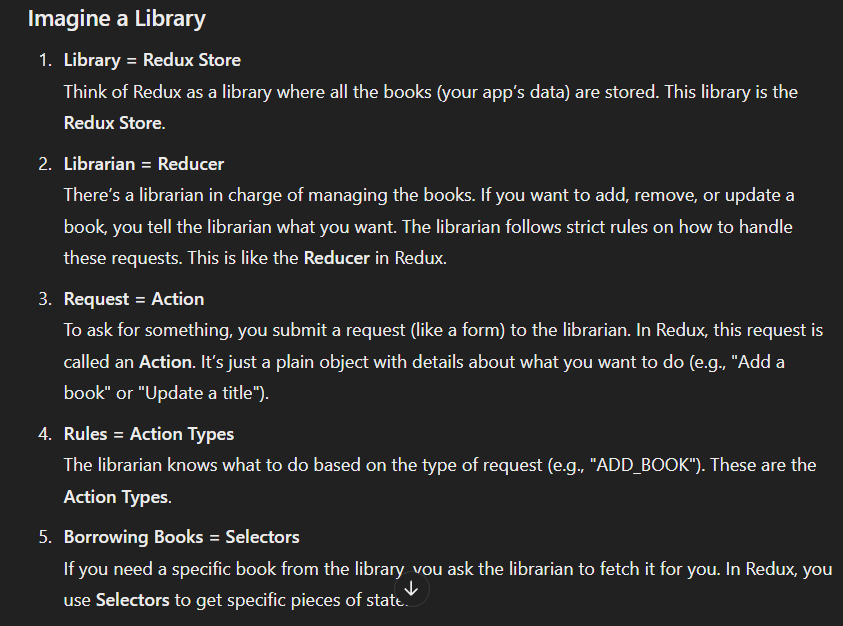 Imagine a Library
1. Library = Redux Store
Think of Redux as a library where all the books (your app’s data) are stored. This library is the
Redux Store.
2. Librarian = Reducer
There’s a librarian in charge of managing the books. If you want to add, remove, or update a
book, you tell the librarian what you want. The librarian follows strict rules on how to handle
these requests. This is like the Reducer in Redux.
3. Request = Action
To ask for something, you submit a request (like a form) to the librarian. In Redux, this request is
called an Action. It’s just a plain object with details about what you want to do (e.g., "Add a
book" or "Update a title").
4. Rules = Action Types
The librarian knows what to do based on the type of request (e.g., "ADD_BOOK"). These are the
Action Types.
5. Borrowing Books = Selectors
If you need a specific book from the library, you ask the librarian to fetch it for you. In Redux, you
use Selectors to get specific pieces of state.